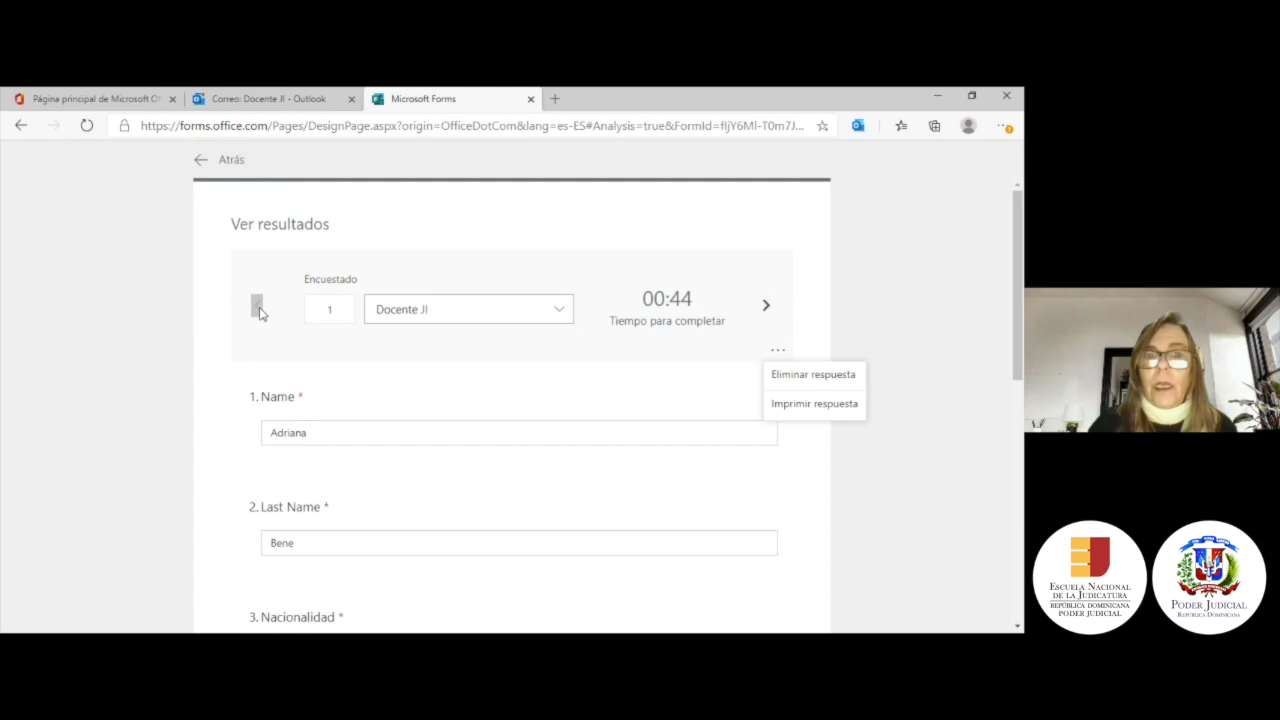 Página principal de Microsoft Of
Correo: Docente JI - Outlook
Microsoft Forms
https://forms.office.com/Pages/DesignPage.aspx?origin=OfficeDotCom&lang=es-ES#Analysis=true&FormId=fIjY6Ml-T0m7J...
Atrás
Ver resultados
Encuestado
1
Docente JI
00:44
Tiempo para completar
...
Eliminar respuesta
Imprimir respuesta
1. Name *
Adriana
2. Last Name *
Bene
3. Nacionalidad *
ESCUELA NACIONAL
DE LA JUDICATURA
REPÚBLICA DOMINICANA
PODER JUDICIAL
PODER JUDICIAL
REPÚBLICA DOMINICANA